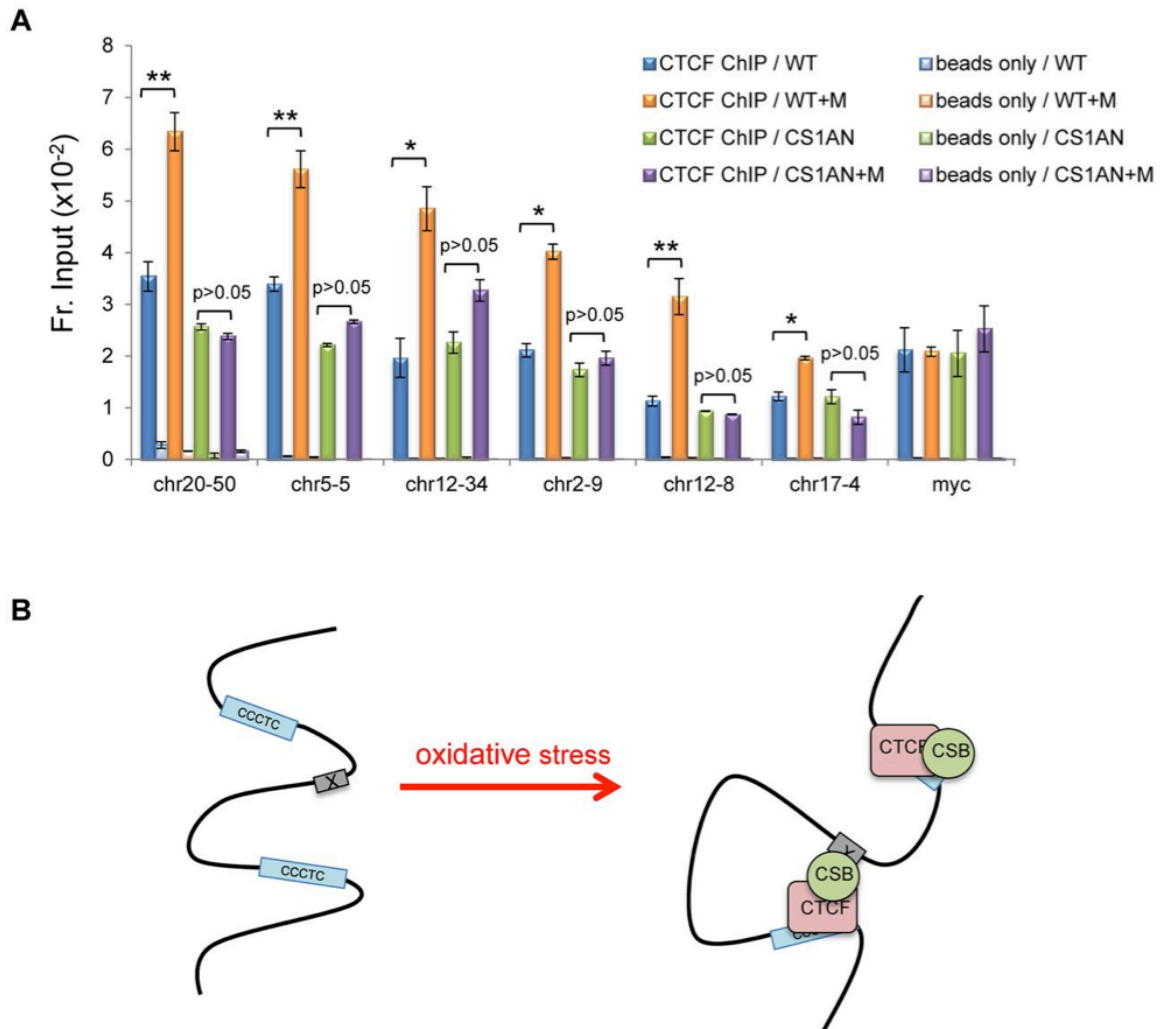 A
8
7
6
5
4
3
2
1
0
Fr. Input (x10-2)
CTCF ChIP / WT
beads only / WT
CTCF ChIP / WT+M
beads only / WT+M
CTCF ChIP / CS1AN
beads only / CS1AN
CTCF ChIP / CS1AN+M
beads only / CS1AN+M
**
p>0.05
**
p>0.05
*
p>0.05
*
p>0.05
**
p>0.05
*
p>0.05
chr20-50 chr5-5 chr12-34 chr2-9 chr12-8 chr17-4 myc
B
CCCTC
X
CCCTC
oxidative stress
CTCF
CSB
CSB
CTCF